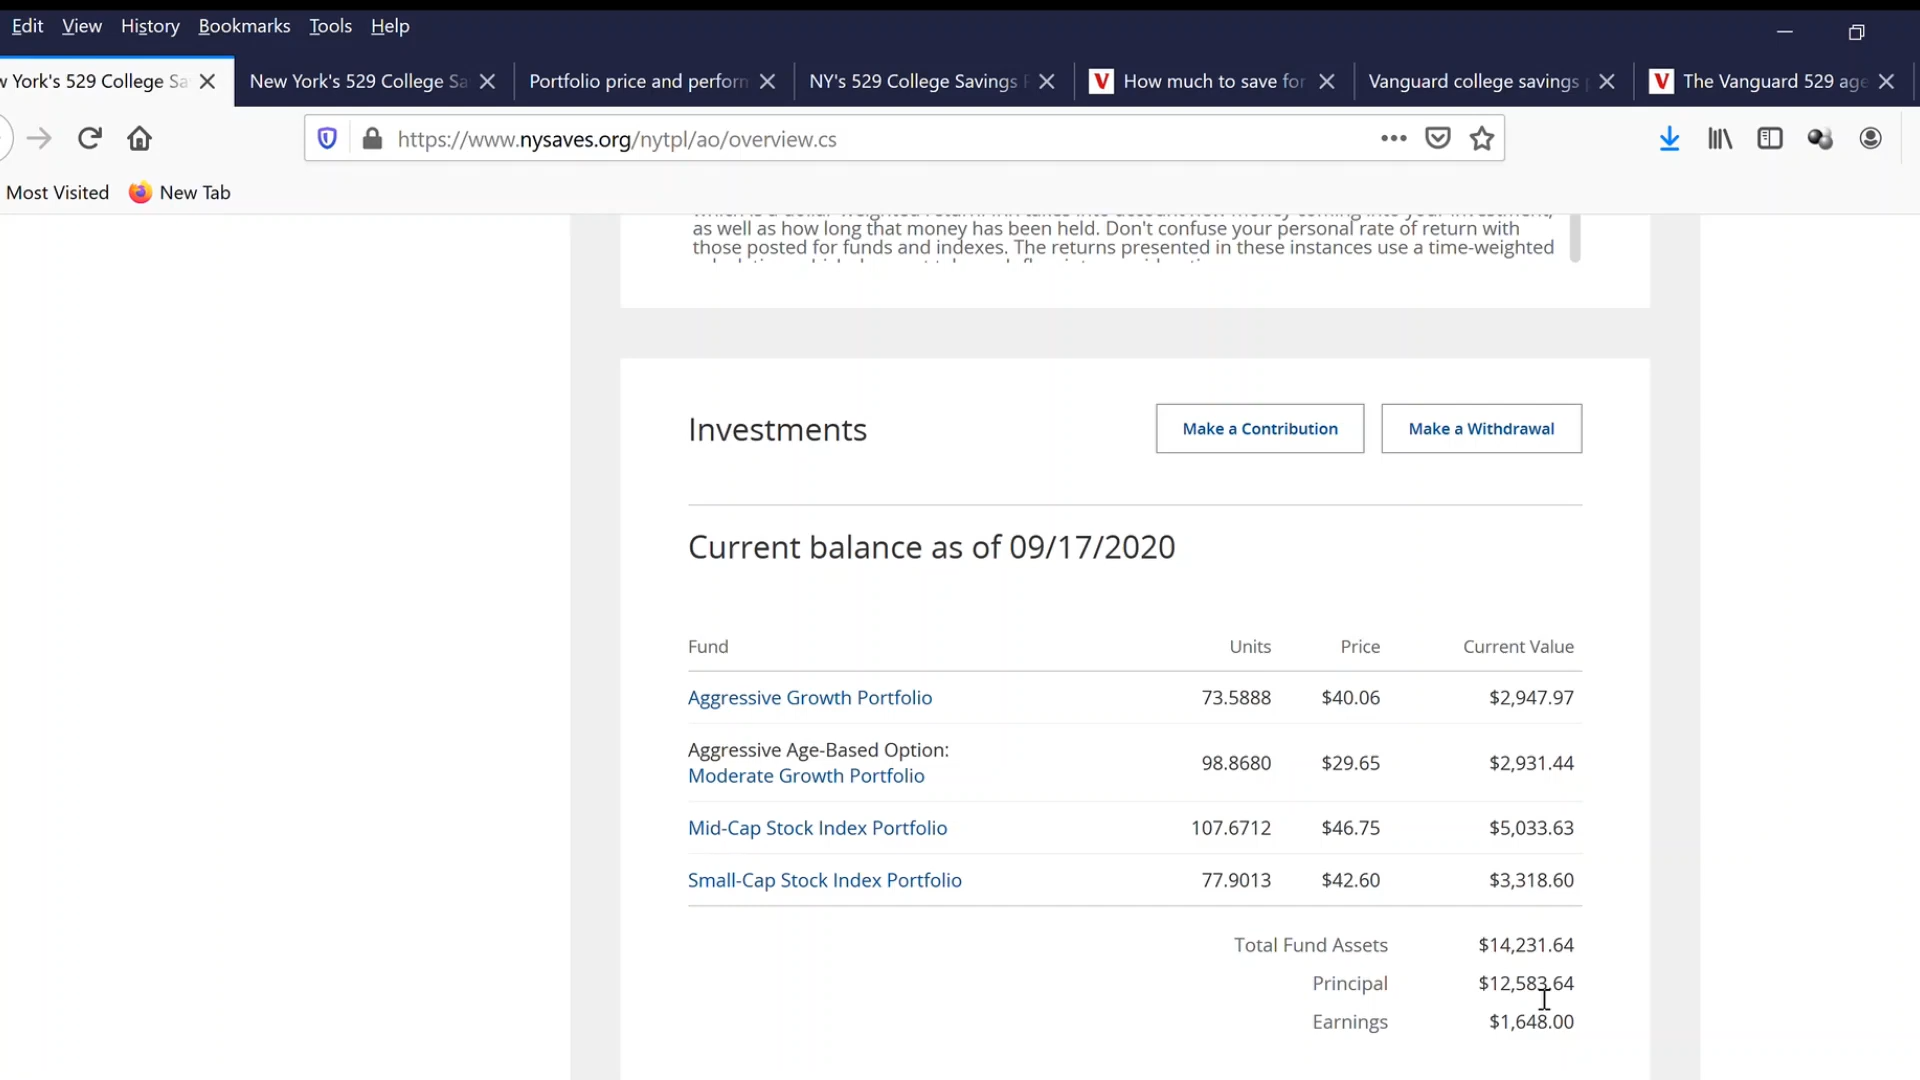 Edit View History Bookmarks Tools Help
York's 529 College Sa New York's 529 College Sa Portfolio price and perform NY's 529 College Savings How much to save for Vanguard college savings The Vanguard 529 age
https://www.nysaves.org/nytpl/ao/overview.cs
Most Visited New Tab
as well as how long that money has been held. Don't confuse your personal rate of return with
those posted for funds and indexes. The returns presented in these instances use a time-weighted
Investments Make a Contribution Make a Withdrawal
Current balance as of 09/17/2020
Fund Units Price Current Value
Aggressive Growth Portfolio 73.5888 $40.06 $2,947.97
Aggressive Age-Based Option:
Moderate Growth Portfolio 98.8680 $29.65 $2,931.44
Mid-Cap Stock Index Portfolio 107.6712 $46.75 $5,033.63
Small-Cap Stock Index Portfolio 77.9013 $42.60 $3,318.60
Total Fund Assets $14,231.64
Principal $12,583.64
Earnings $1,648.00